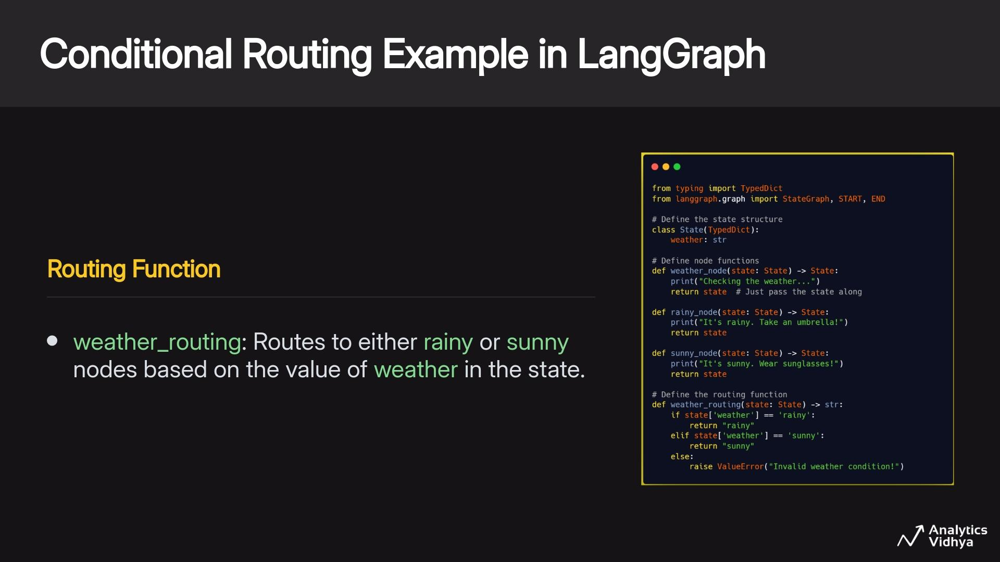 Conditional Routing Example in LangGraph
Routing Function
weather_routing: Routes to either rainy or sunny
nodes based on the value of weather in the state.
from typing import TypedDict
from langgraph.graph import StateGraph, START, END
# Define the state structure
class State(TypedDict):
    weather: str
# Define node functions
def weather_node(state: State) -> State:
    print("Checking the weather...")
    return state  # Just pass the state along
def rainy_node(state: State) -> State:
    print("It's rainy. Take an umbrella!")
    return state
def sunny_node(state: State) -> State:
    print("It's sunny. Wear sunglasses!")
    return state
# Define the routing function
def weather_routing(state: State) -> str:
    if state['weather'] == 'rainy':
        return "rainy"
    elif state['weather'] == 'sunny':
        return "sunny"
    else:
        raise ValueError("Invalid weather condition!")
Analytics
Vidhya